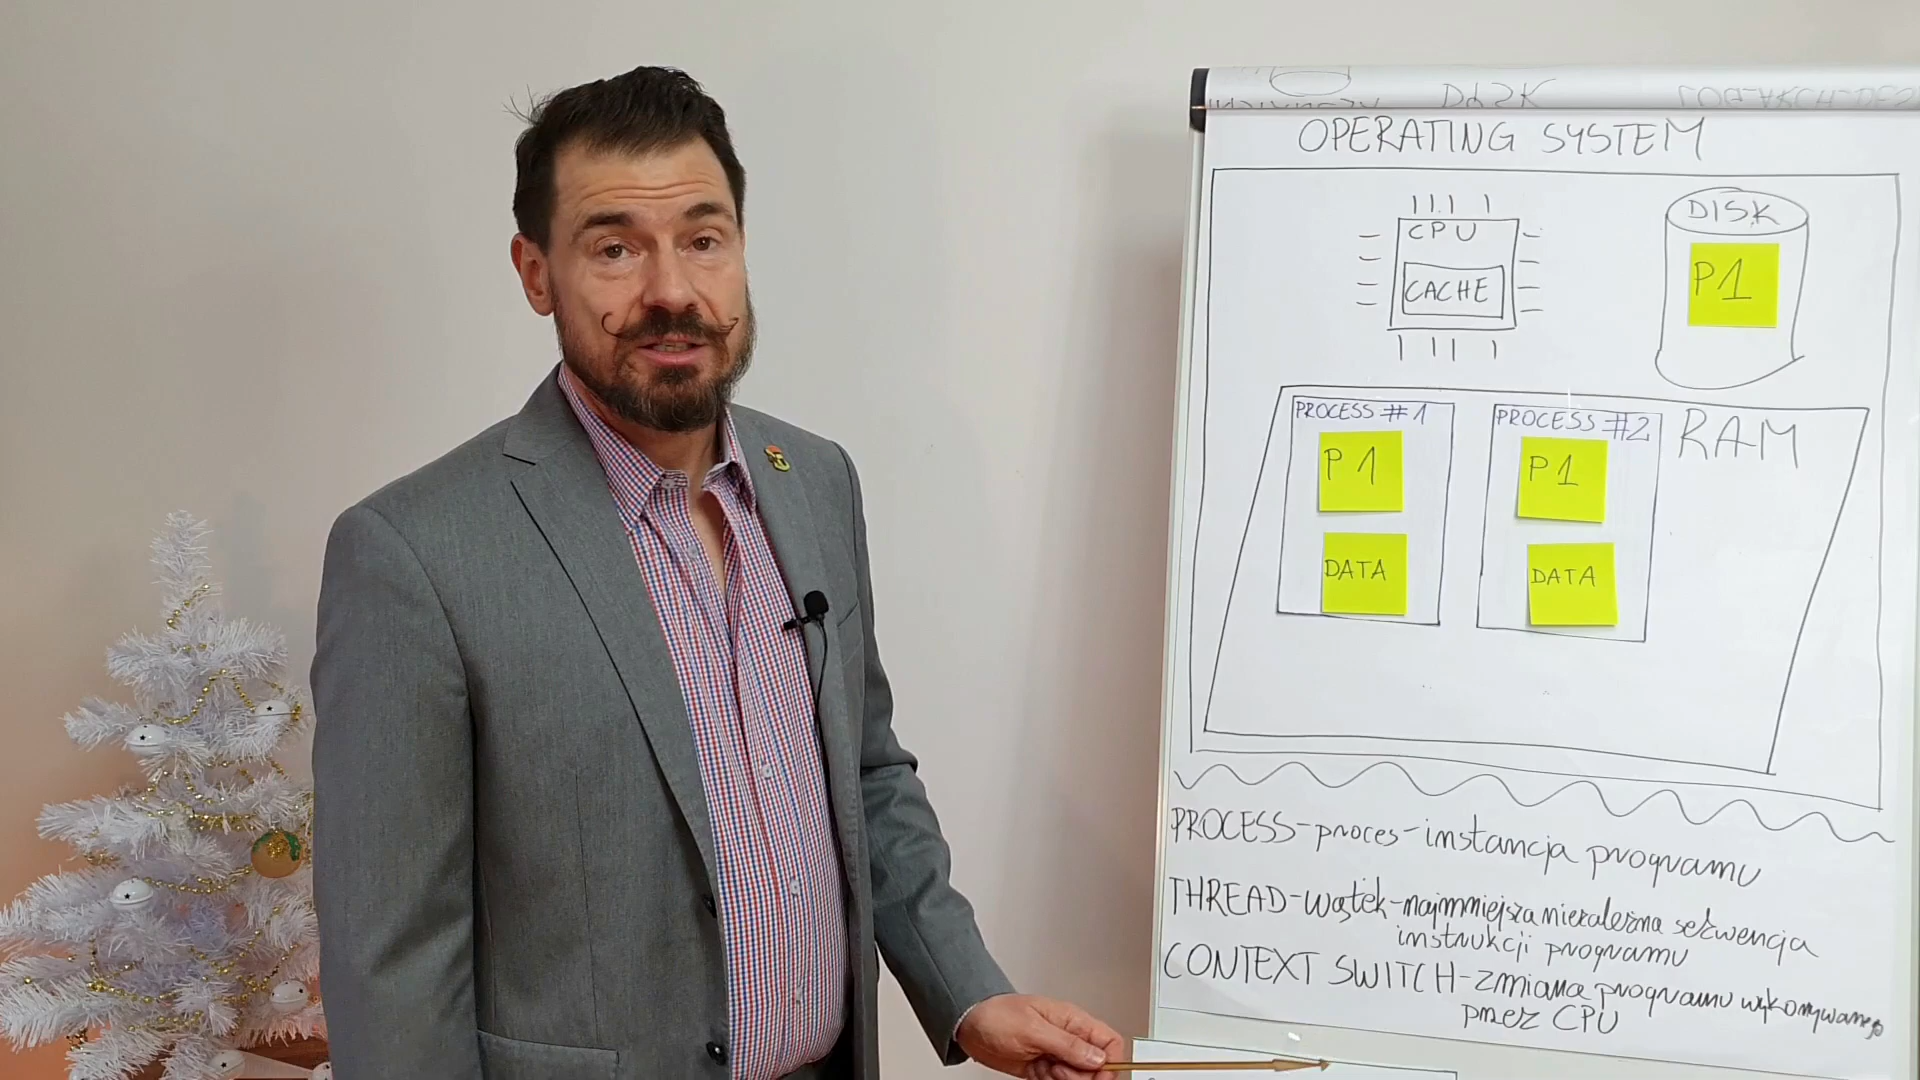 DISK
OPERATING SYSTEM
CPU
CACHE
DISK
P1
PROCESS #1
P1
DATA
PROCESS #2
P1
DATA
RAM
PROCESS-proces-instancja programu
THREAD-wątek-najmniejsza niezależna sekwencja
instrukcji programu
CONTEXT SWITCH-zmiana programu wykonywanego
przez CPU